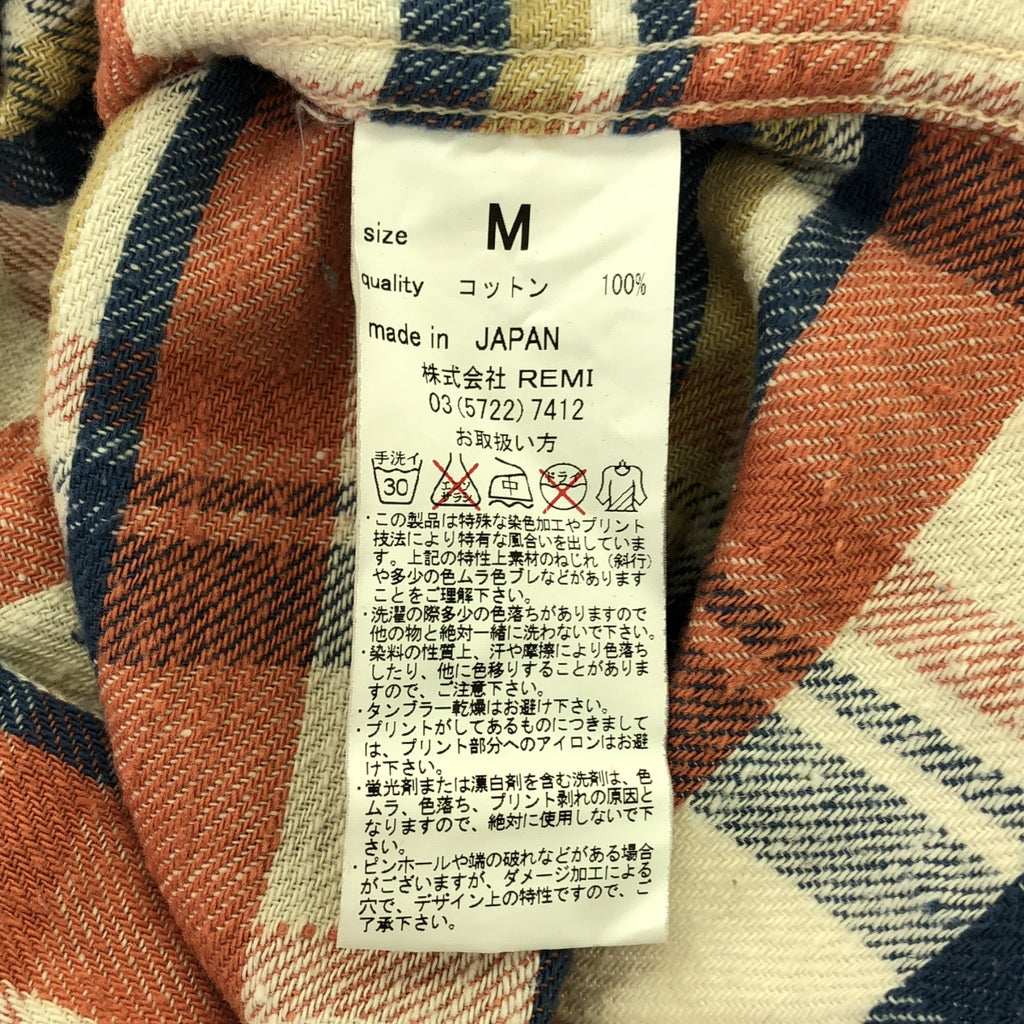 size M
quality コットン 100%
made in JAPAN
株式会社 REMI
03(5722)7412
お取扱い方
手洗イ
30 エンソサラシ 中 ドライ
・この製品は特殊な染色加工やプリント
技法により特有な風合いを出していま
す。上記の特性上素材のねじれ（斜行）
や多少の色ムラ色ブレなどがあります
ことをご理解下さい。
・洗濯の際多少の色落ちがありますので
他の物と絶対一緒に洗わないで下さい。
・染料の性質上、汗や摩擦により色落ち
したり、他に色移りすることがありま
すので、ご注意下さい。
・タンブラー乾燥はお避け下さい。
・プリントがしてあるものにつきまして
は、プリント部分へのアイロンはお避
け下さい。
・蛍光剤または漂白剤を含む洗剤は、色
ムラ、色落ち、プリント剥れの原因と
なりますので、絶対に使用しないで下
さい。
・ピンホールや端の破れなどがある場合
がございますが、ダメージ加工による
穴で、デザイン上の特性ですので、ご
了承下さい。